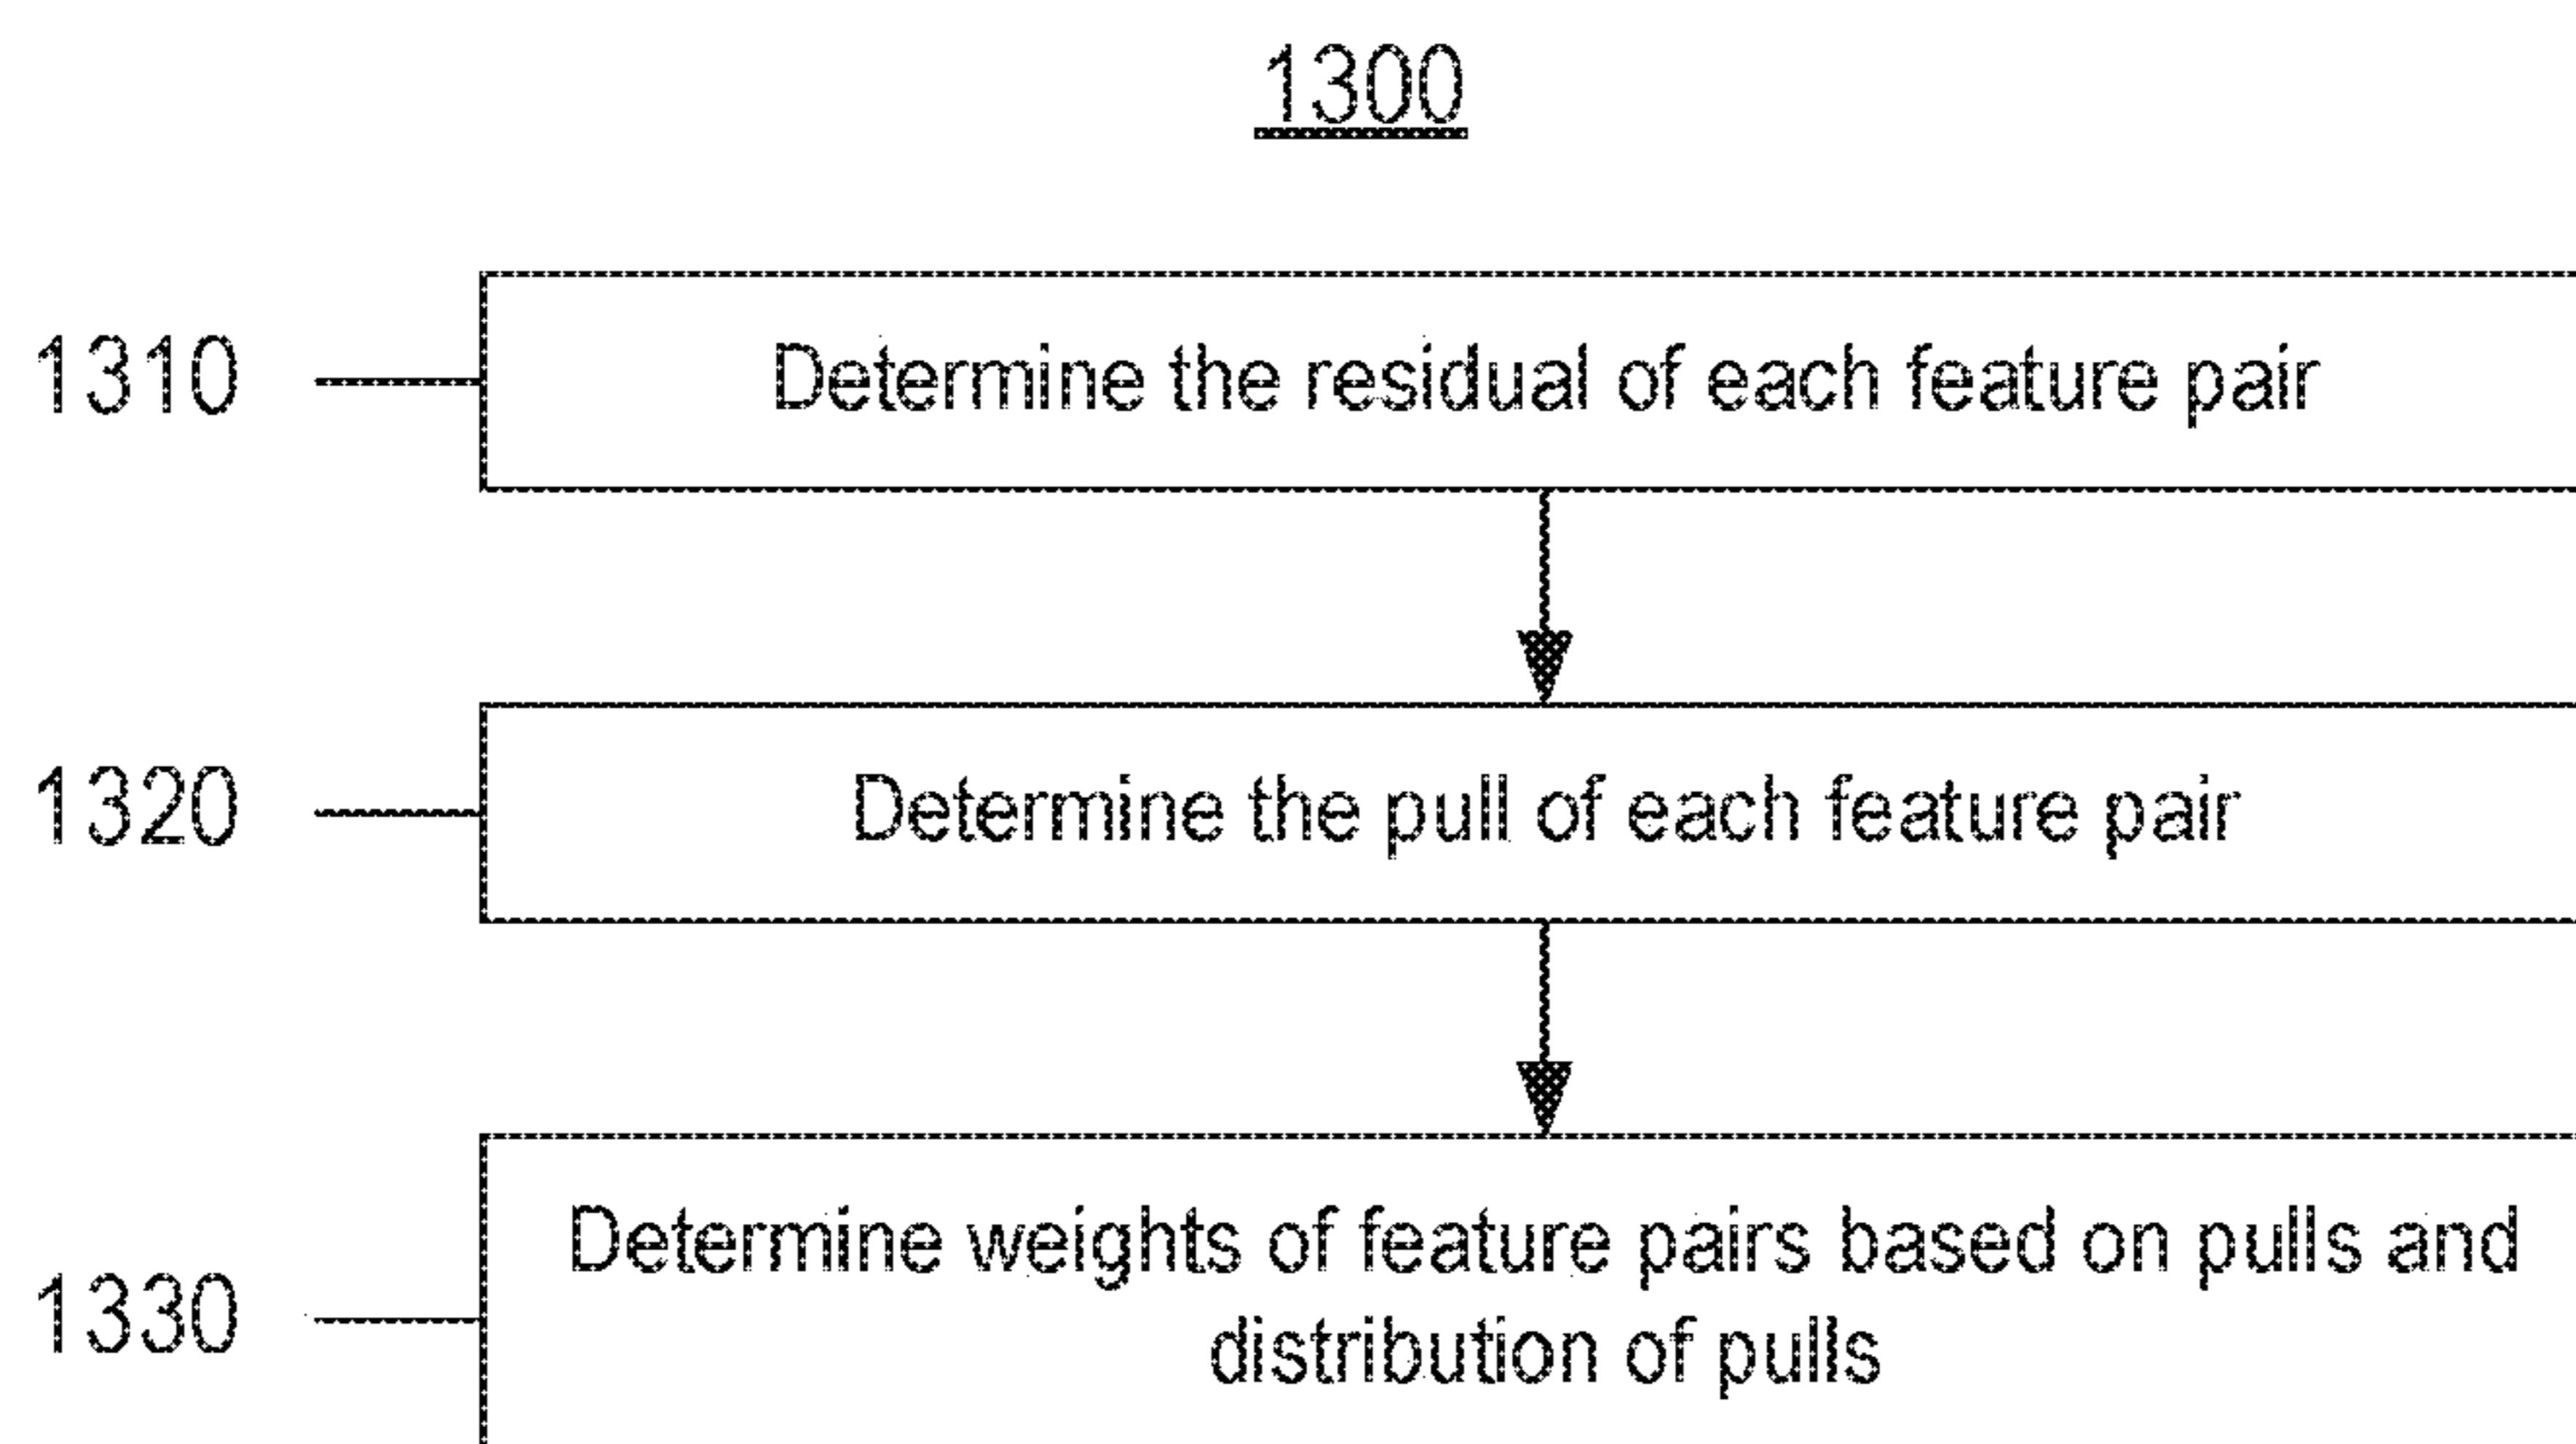 1300
1310
Determine the residual of each feature pair
1320
Determine the pull of each feature pair
1330
Determine weights of feature pairs based on pulls and
distribution of pulls